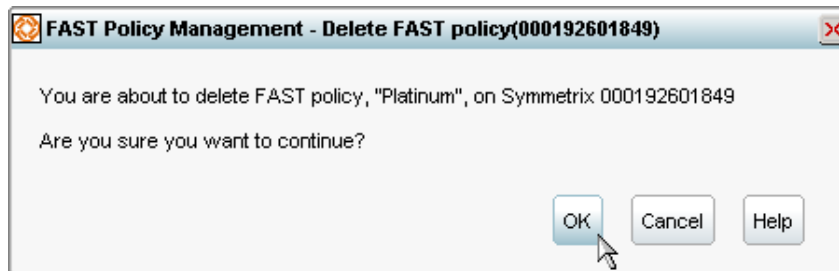 FAST Policy Management - Delete FAST policy(000192601849)
You are about to delete FAST policy, "Platinum", on Symmetrix 000192601849
Are you sure you want to continue?
OK Cancel Help